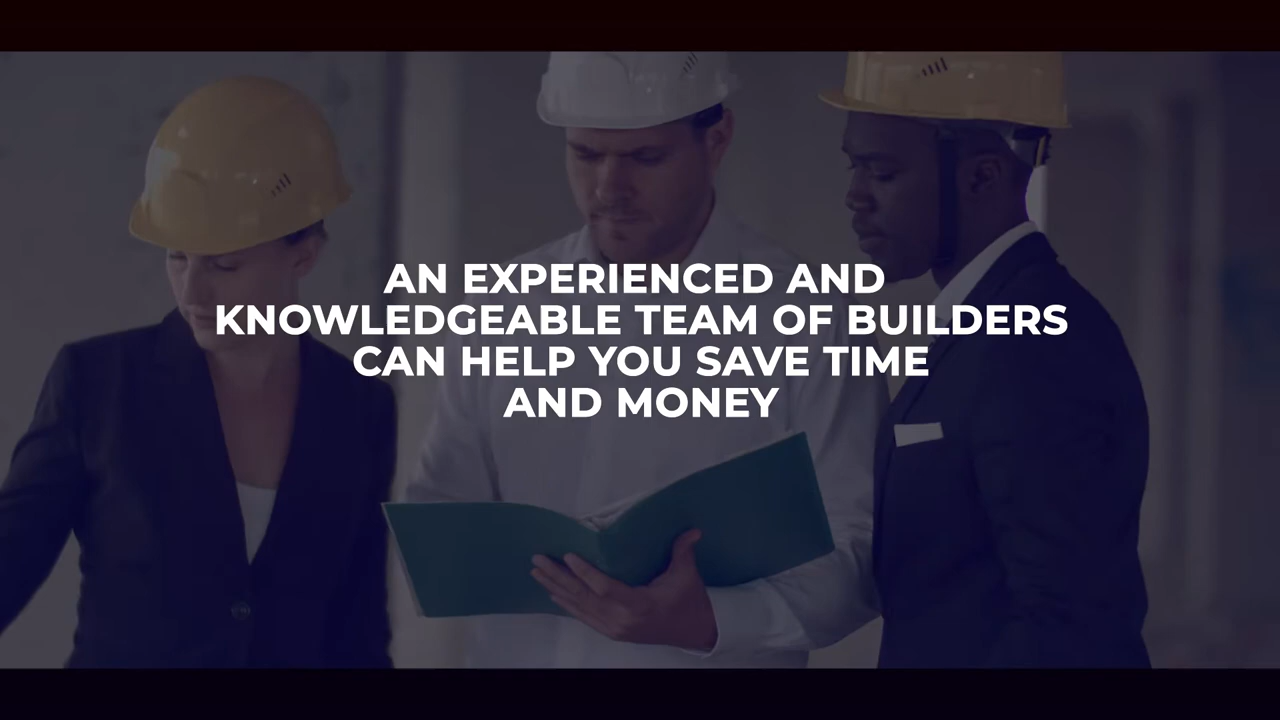 AN EXPERIENCED AND
KNOWLEDGEABLE TEAM OF BUILDERS
CAN HELP YOU SAVE TIME
AND MONEY